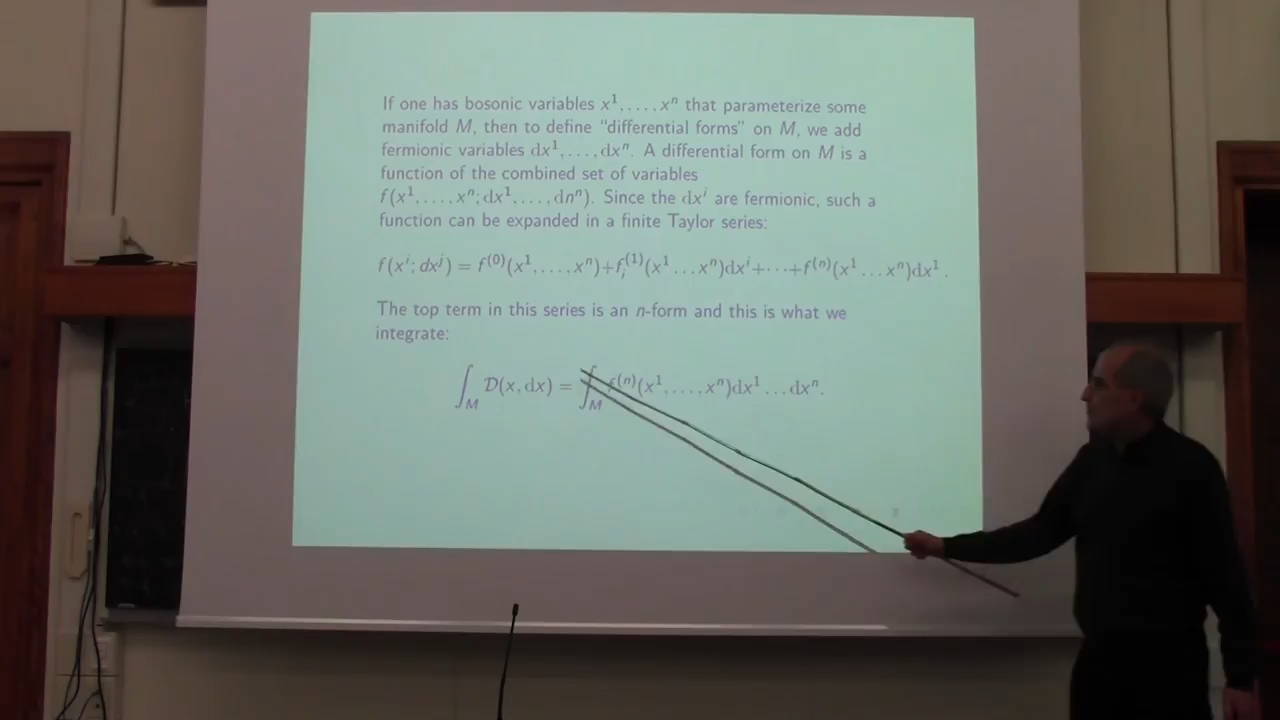 If one has bosonic variables x¹, . . . , xⁿ that parameterize some
manifold M, then to define “differential forms” on M, we add
fermionic variables dx¹, . . . , dxⁿ. A differential form on M is a
function of the combined set of variables
f(x¹, . . . , xⁿ; dx¹, . . . , dnⁿ). Since the dxⁱ are fermionic, such a
function can be expanded in a finite Taylor series:
f(xⁱ; dxʲ) = f⁽⁰⁾(x¹, . . . , xⁿ)+fᵢ⁽¹⁾(x¹ . . . xⁿ)dxⁱ+· · ·+f⁽ⁿ⁾(x¹ . . . xⁿ)dx¹ .
The top term in this series is an n-form and this is what we
integrate:
∫_M D(x, dx) = ∫_M f⁽ⁿ⁾(x¹, . . . , xⁿ)dx¹ . . . dxⁿ.